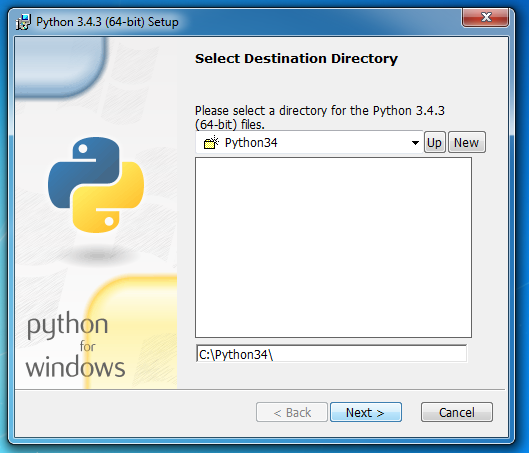 Python 3.4.3 (64-bit) Setup
Select Destination Directory
Please select a directory for the Python 3.4.3
(64-bit) files.
Python34
Up
New
python
for
windows
C:\Python34\
< Back
Next >
Cancel